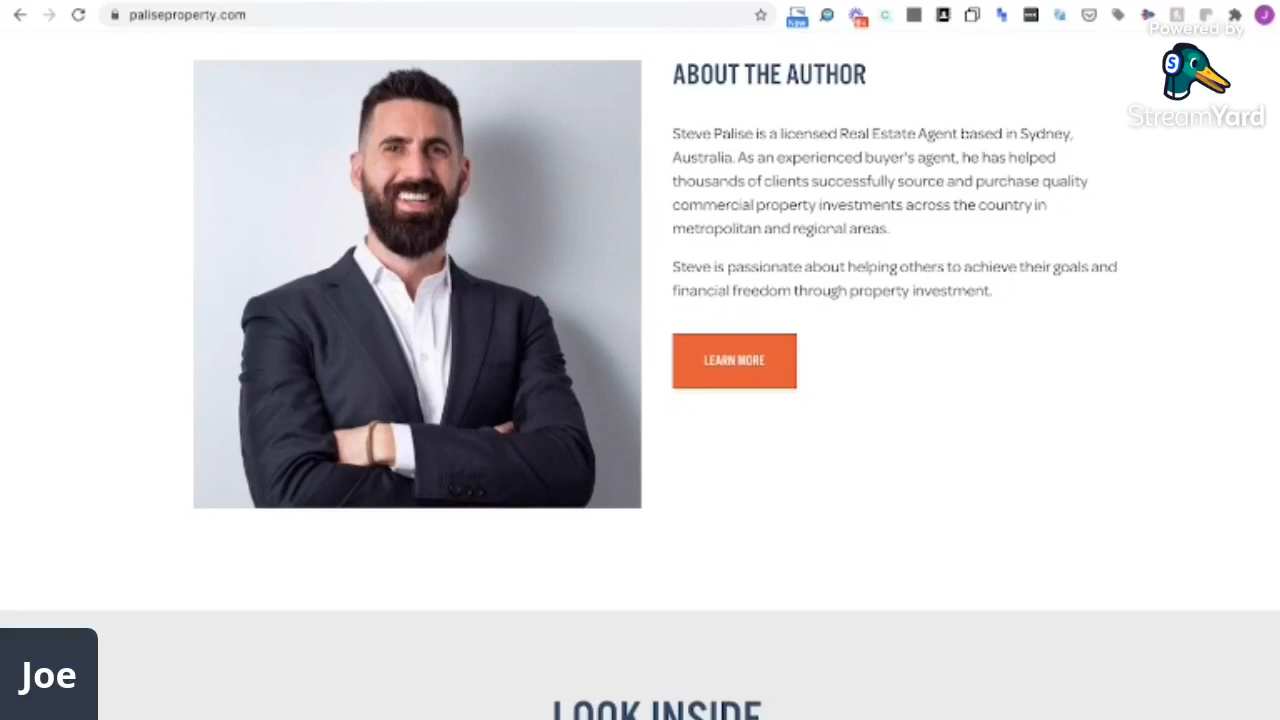 paliseproperty.com
New
Powered by
StreamYard
ABOUT THE AUTHOR
Steve Palise is a licensed Real Estate Agent based in Sydney,
Australia. As an experienced buyer's agent, he has helped
thousands of clients successfully source and purchase quality
commercial property investments across the country in
metropolitan and regional areas.
Steve is passionate about helping others to achieve their goals and
financial freedom through property investment.
LEARN MORE
Joe
LOOK INSIDE